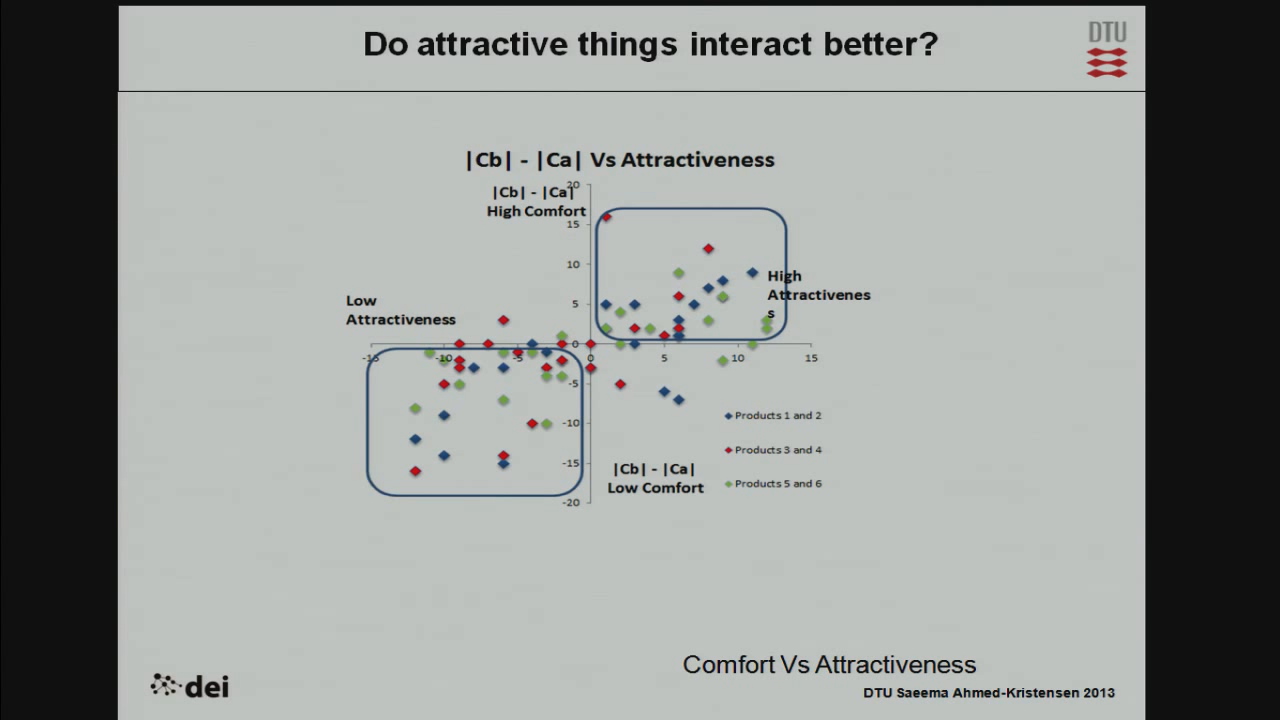 Do attractive things interact better?
DTU
|Cb| - |Ca| Vs Attractiveness
|Cb| - |Ca|
High Comfort
20
15
10
5
0
-5
-10
-15
-20
High
Attractivenes
s
Low
Attractiveness
-15
-10
-5
0
5
10
15
Products 1 and 2
Products 3 and 4
Products 5 and 6
|Cb| - |Ca|
Low Comfort
Comfort Vs Attractiveness
dei
DTU Saeema Ahmed-Kristensen 2013